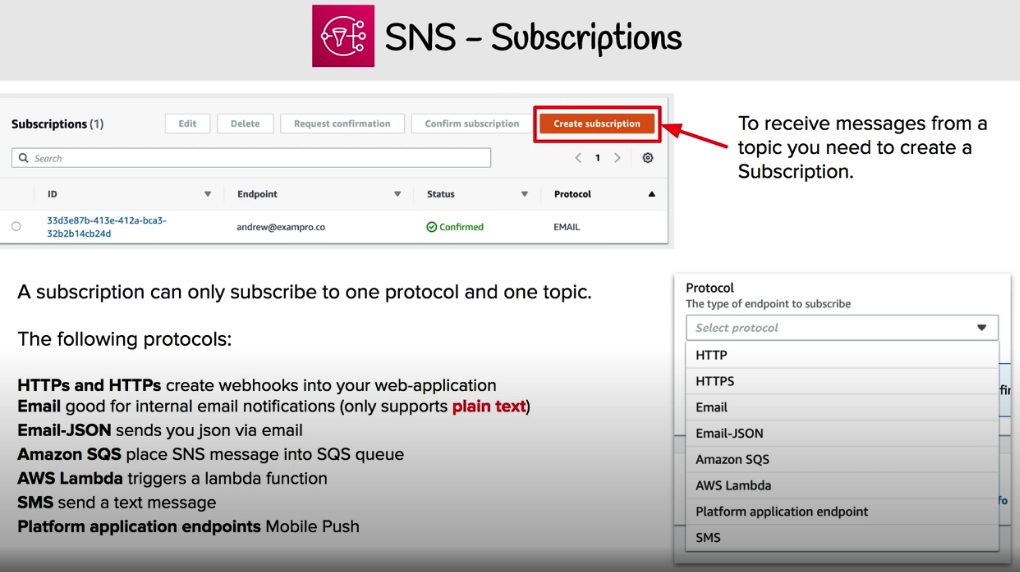 SNS – Subscriptions
Subscriptions (1)
Edit
Delete
Request confirmation
Confirm subscription
Create subscription
Search
1
ID
Endpoint
Status
Protocol
33d3e87b-413e-412a-bca3-
32b2b14cb24d
andrew@exampro.co
Confirmed
EMAIL
To receive messages from a
topic you need to create a
Subscription.
A subscription can only subscribe to one protocol and one topic.
The following protocols:
HTTPs and HTTPs create webhooks into your web-application
Email good for internal email notifications (only supports plain text)
Email-JSON sends you json via email
Amazon SQS place SNS message into SQS queue
AWS Lambda triggers a lambda function
SMS send a text message
Platform application endpoints Mobile Push
Protocol
The type of endpoint to subscribe
Select protocol
HTTP
HTTPS
Email
Email-JSON
Amazon SQS
AWS Lambda
Platform application endpoint
SMS